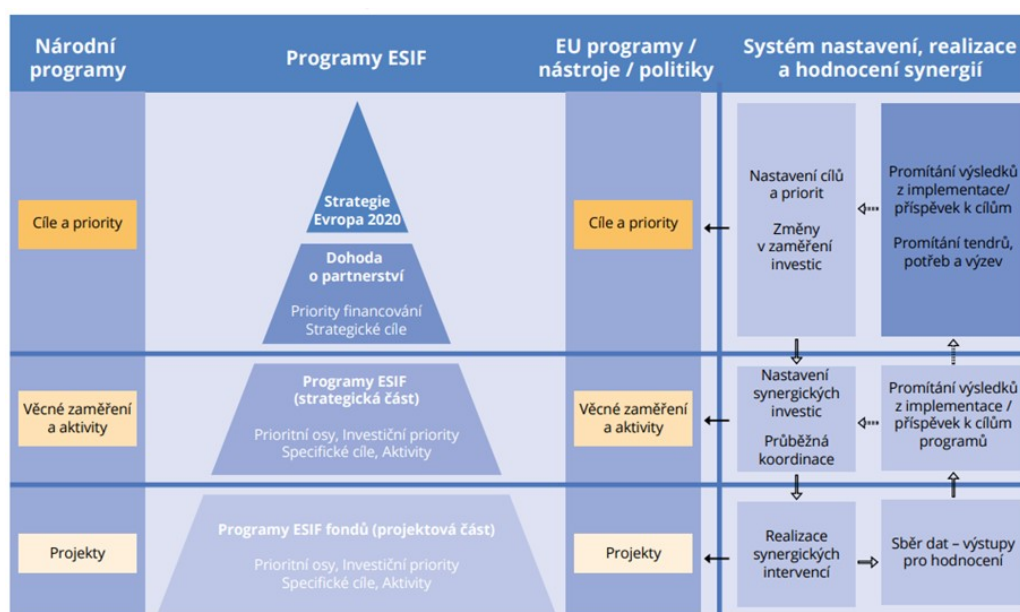 Národní
programy
Programy ESIF
EU programy /
nástroje / politiky
Systém nastavení, realizace
a hodnocení synergií
Cíle a priority
Strategie
Evropa 2020
Dohoda
o partnerství
Priority financování
Strategické cíle
Cíle a priority
Nastavení cílů
a priorit
Změny
v zaměření
investic
Promítání výsledků
z implementace/
příspěvek k cílům
Promítání tendrů,
potřeb a výzev
Věcné zaměření
a aktivity
Programy ESIF
(strategická část)
Prioritní osy, Investiční priority
Specifické cíle, Aktivity
Věcné zaměření
a aktivity
Nastavení
synergických
investic
Průběžná
koordinace
Promítání výsledků
z implementace /
příspěvek k cílům
programů
Projekty
Programy ESIF fondů (projektová část)
Prioritní osy, Investiční priority
Specifické cíle, Aktivity
Projekty
Realizace
synergických
intervencí
Sběr dat – výstupy
pro hodnocení